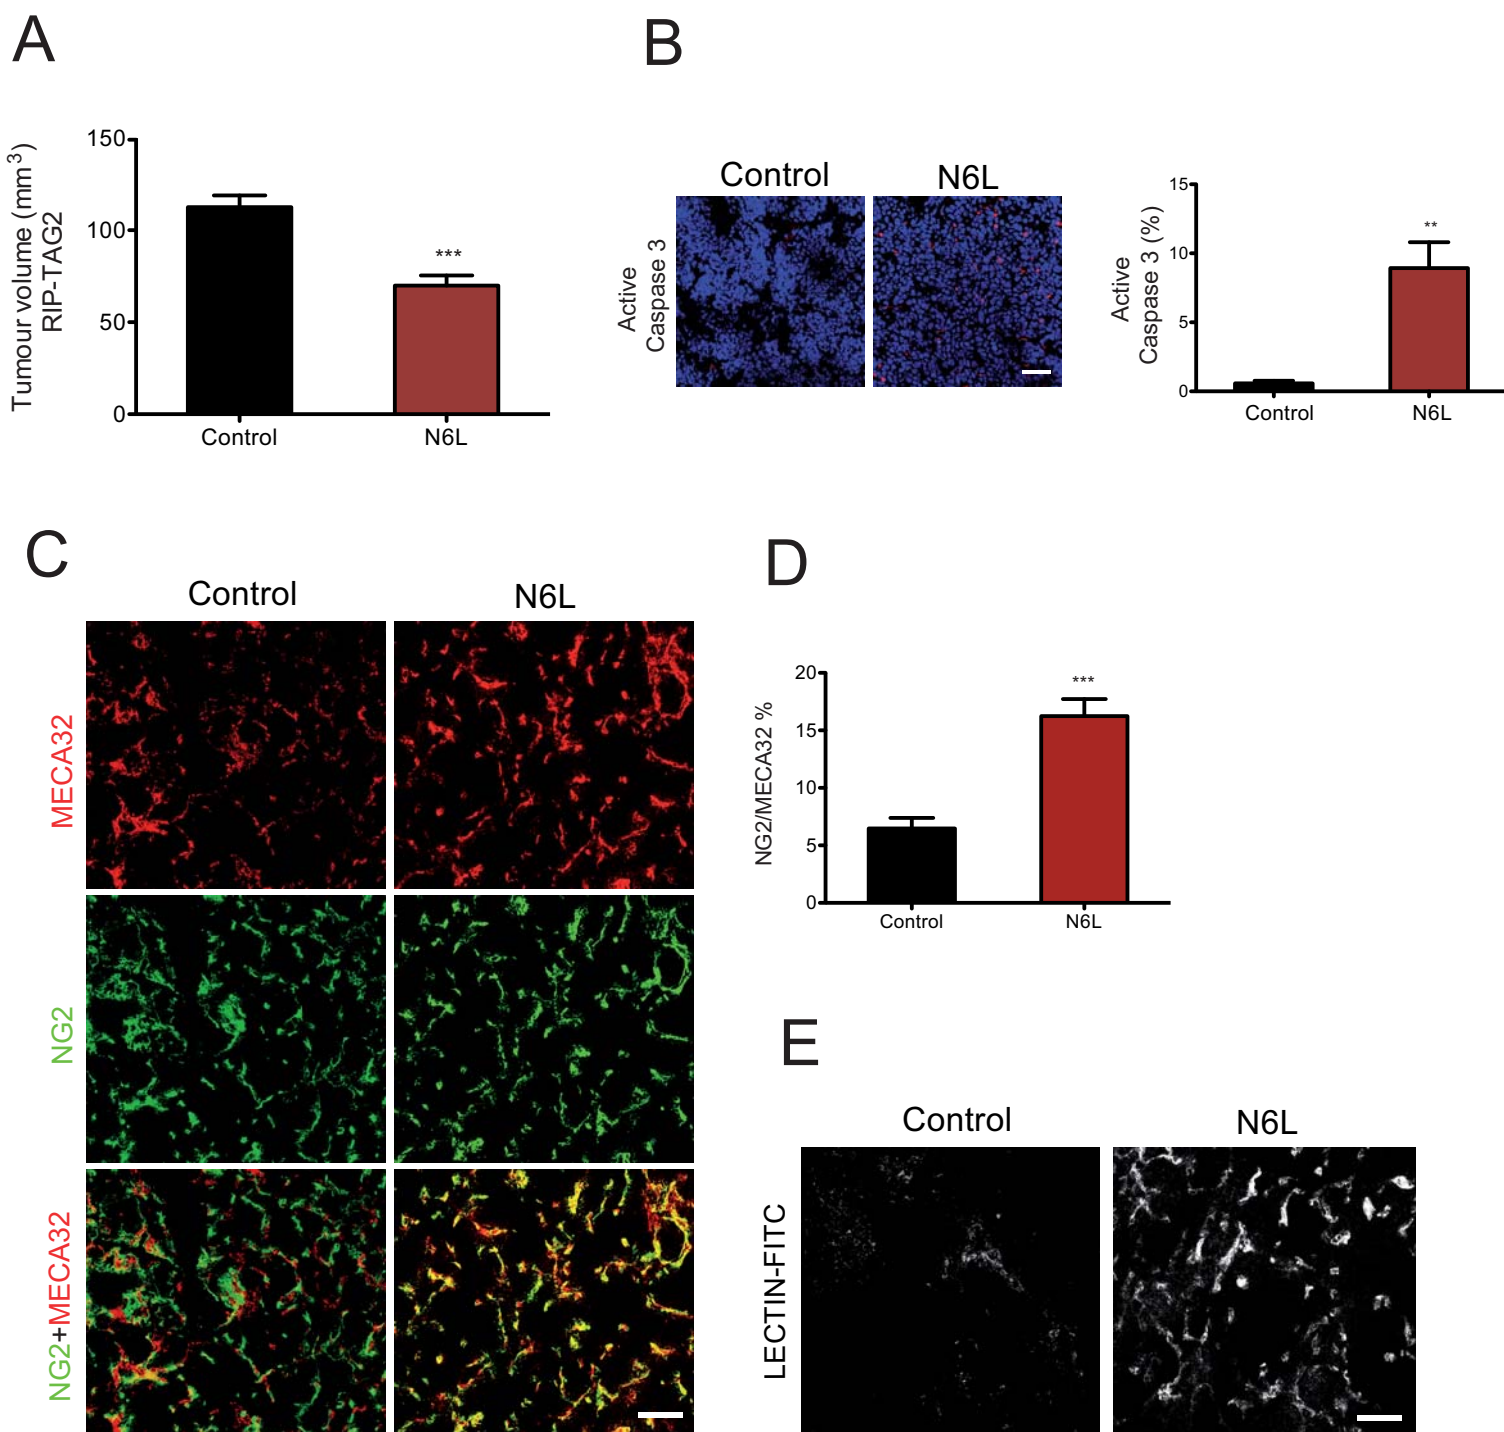 A
Tumour volume (mm3)
RIP-TAG2
150
100
50
0
***
Control
N6L
B
Control
N6L
Active
Caspase 3
Active
Caspase 3 (%)
15
10
5
0
**
Control
N6L
C
Control
N6L
MECA32
NG2
NG2+MECA32
D
NG2/MECA32 %
20
15
10
5
0
***
Control
N6L
E
Control
N6L
LECTIN-FITC